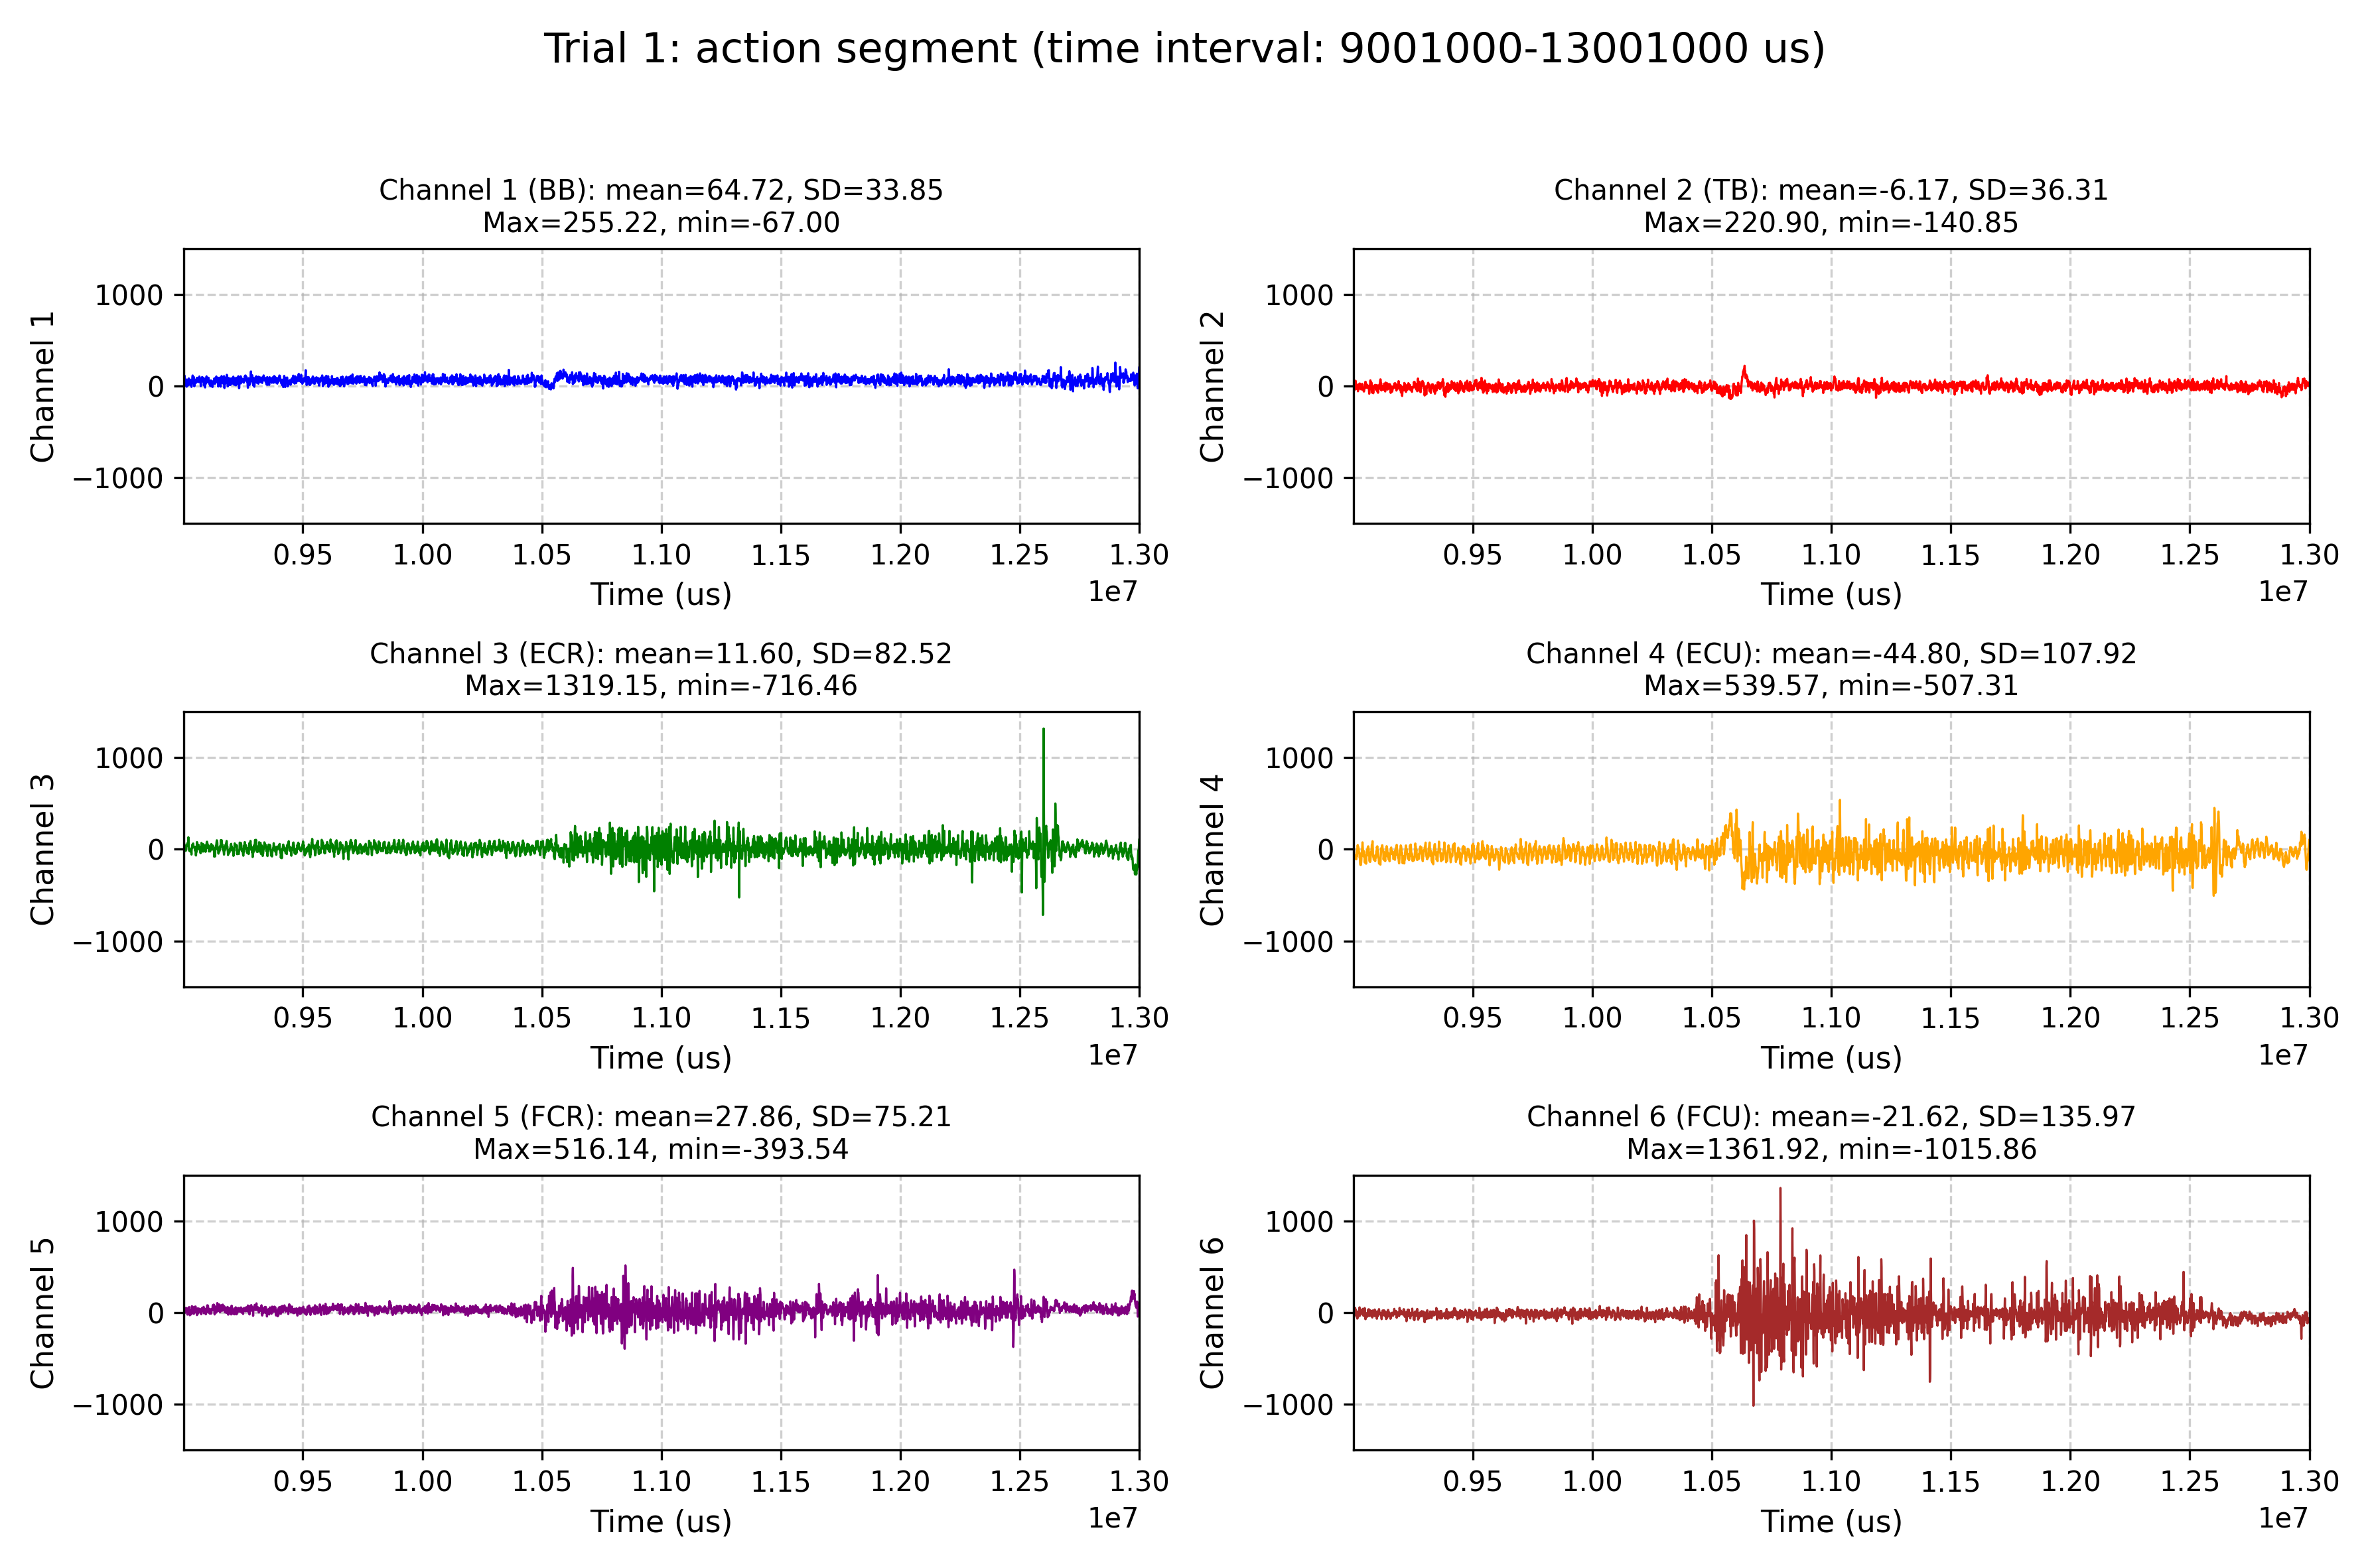 Trial 1: action segment (time interval: 9001000-13001000 us)
Channel 1 (BB): mean=64.72, SD=33.85
Max=255.22, min=-67.00
Channel 1
1000
0
−1000
0.95 1.00 1.05 1.10 1.15 1.20 1.25 1.30
Time (us)
1e7
Channel 2 (TB): mean=-6.17, SD=36.31
Max=220.90, min=-140.85
Channel 2
1000
0
−1000
0.95 1.00 1.05 1.10 1.15 1.20 1.25 1.30
Time (us)
1e7
Channel 3 (ECR): mean=11.60, SD=82.52
Max=1319.15, min=-716.46
Channel 3
1000
0
−1000
0.95 1.00 1.05 1.10 1.15 1.20 1.25 1.30
Time (us)
1e7
Channel 4 (ECU): mean=-44.80, SD=107.92
Max=539.57, min=-507.31
Channel 4
1000
0
−1000
0.95 1.00 1.05 1.10 1.15 1.20 1.25 1.30
Time (us)
1e7
Channel 5 (FCR): mean=27.86, SD=75.21
Max=516.14, min=-393.54
Channel 5
1000
0
−1000
0.95 1.00 1.05 1.10 1.15 1.20 1.25 1.30
Time (us)
1e7
Channel 6 (FCU): mean=-21.62, SD=135.97
Max=1361.92, min=-1015.86
Channel 6
1000
0
−1000
0.95 1.00 1.05 1.10 1.15 1.20 1.25 1.30
Time (us)
1e7